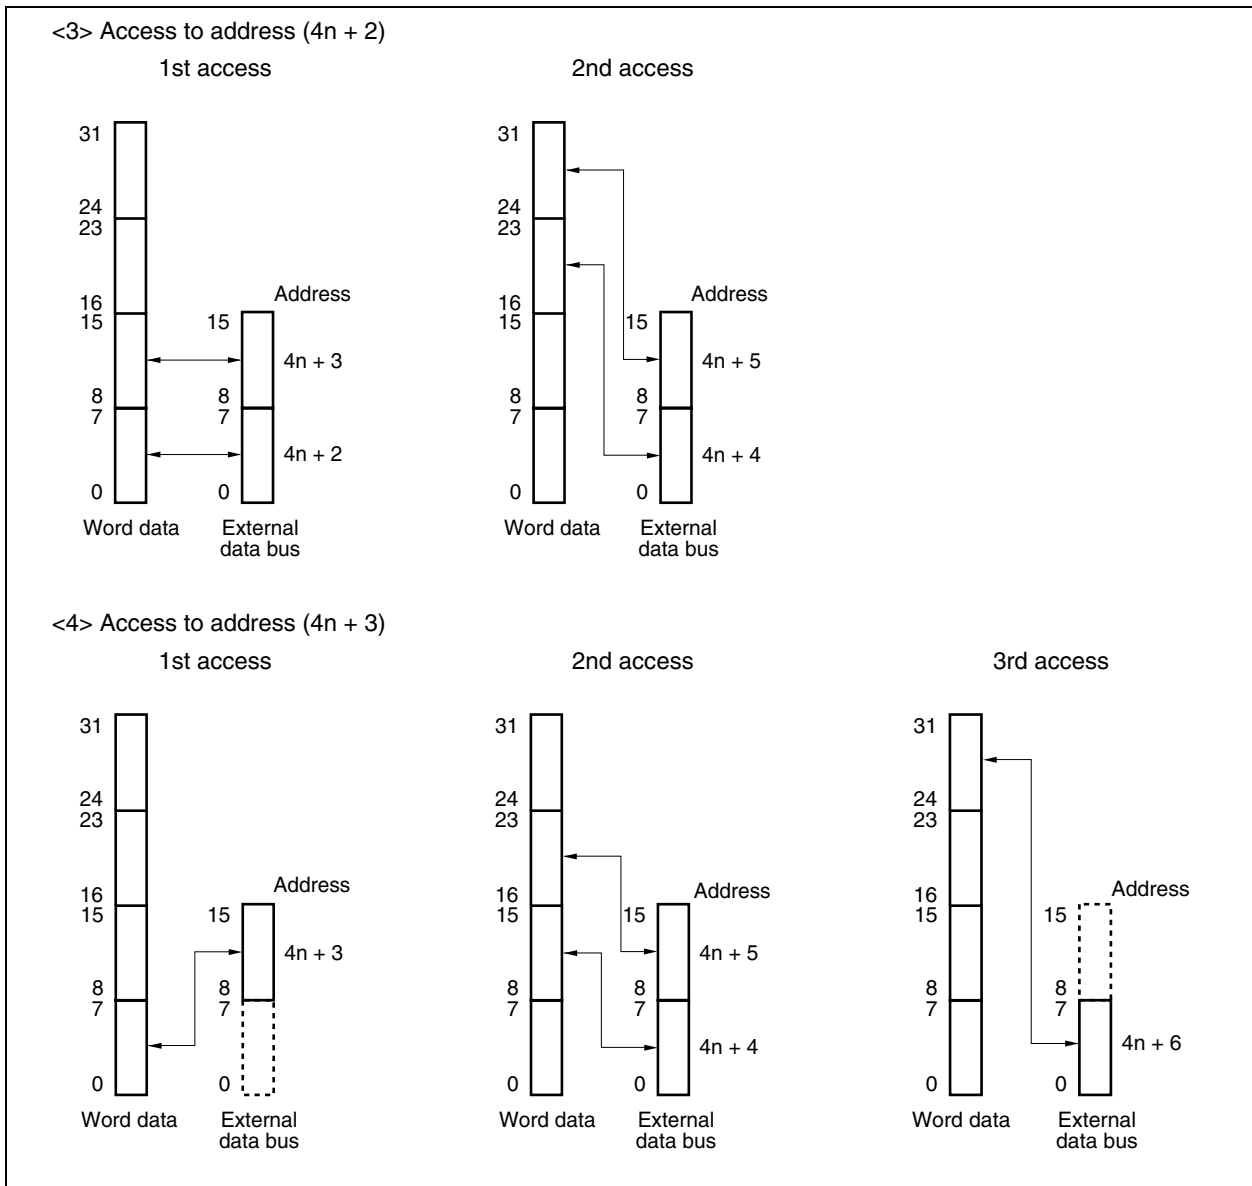 <3> Access to address (4n + 2)
1st access
2nd access
31
24
23
16
15
8
7
0
Address
15
8
7
0
4n + 3
4n + 2
Word data
External
data bus
31
24
23
16
15
8
7
0
Address
15
8
7
0
4n + 5
4n + 4
Word data
External
data bus
<4> Access to address (4n + 3)
1st access
2nd access
3rd access
31
24
23
16
15
8
7
0
Address
15
8
7
0
4n + 3
Word data
External
data bus
31
24
23
16
15
8
7
0
Address
15
8
7
0
4n + 5
4n + 4
Word data
External
data bus
31
24
23
16
15
8
7
0
Address
15
8
7
0
4n + 6
Word data
External
data bus